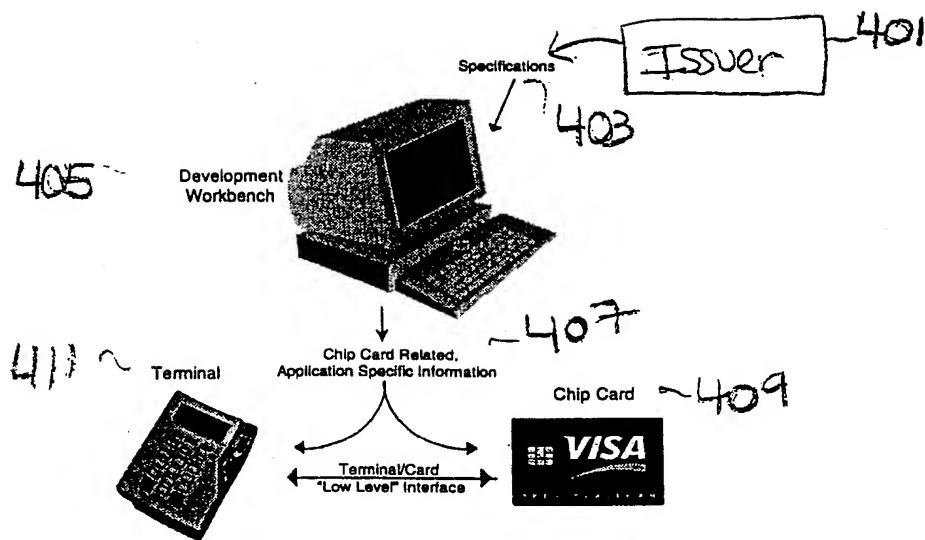 Issuer
401
Specifications
403
405
Development
Workbench
407
Chip Card Related,
Application Specific Information
411
Terminal
Chip Card
409
VISA
Terminal/Card
"Low Level" Interface